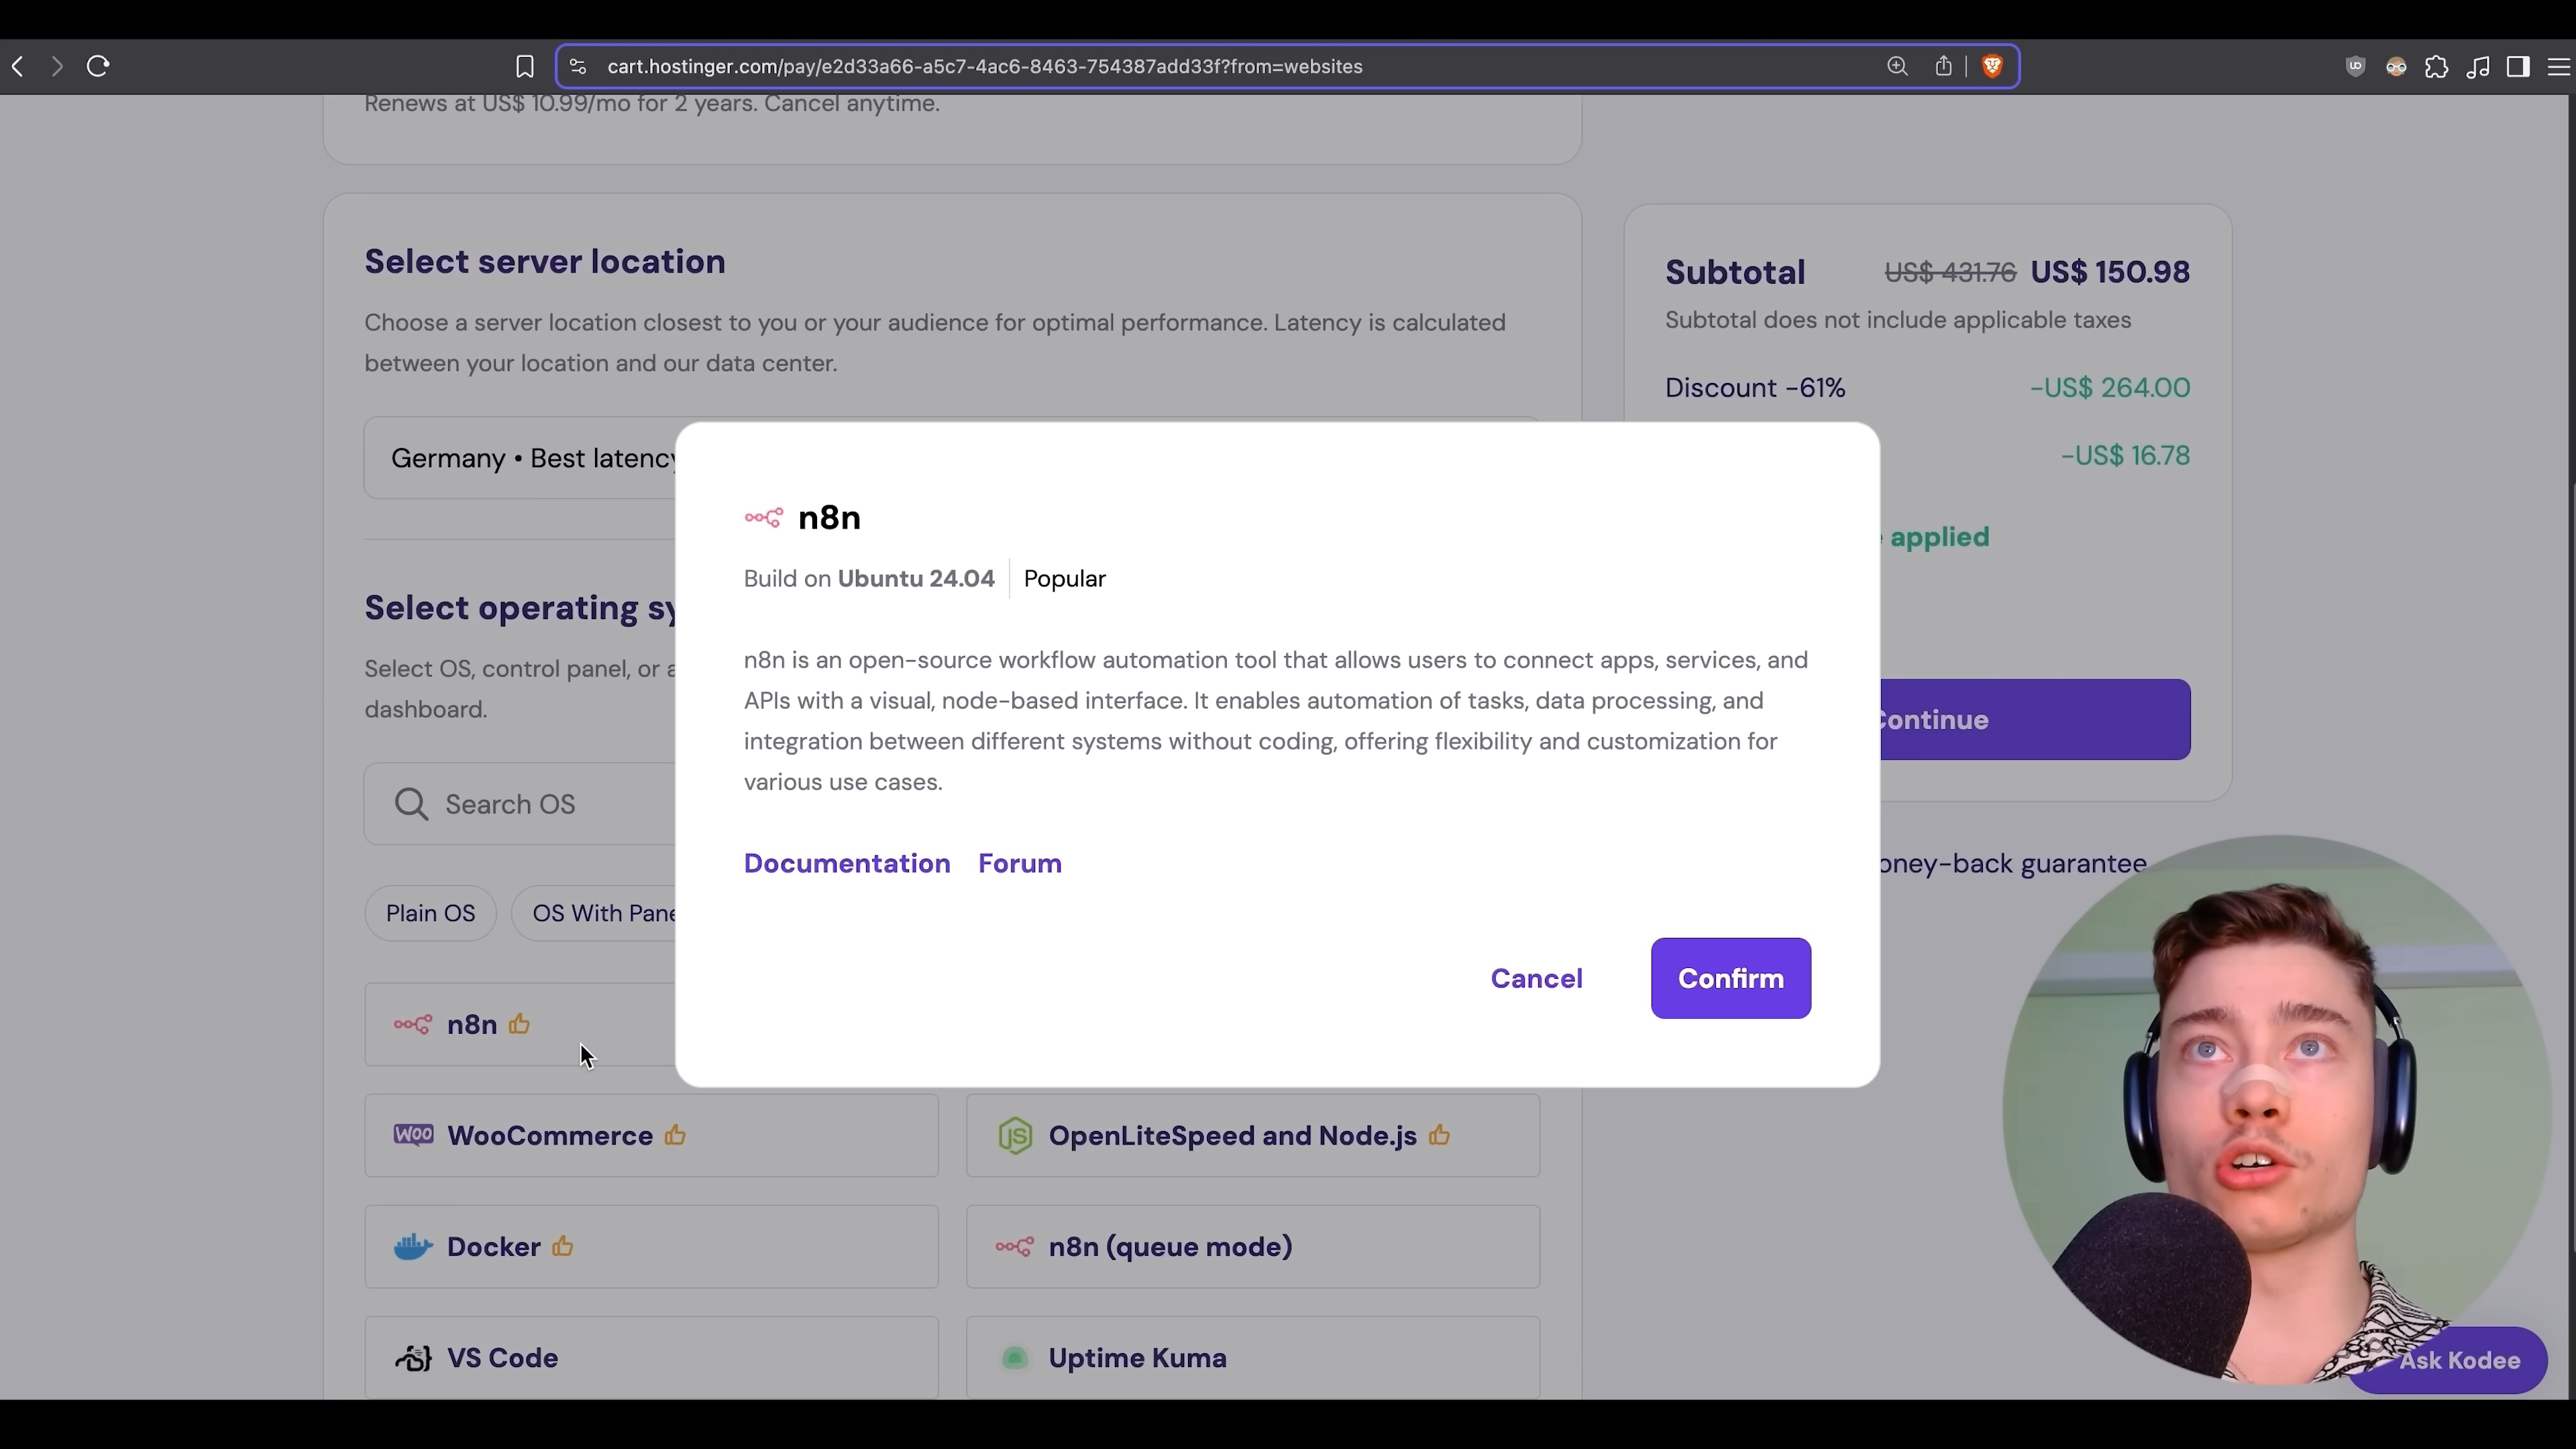 cart.hostinger.com/pay/e2d33a66-a5c7-4ac6-8463-754387add33f?from=websites
Renews at US$ 10.99/mo for 2 years. Cancel anytime.
Select server location
Choose a server location closest to you or your audience for optimal performance. Latency is calculated
between your location and our data center.
Germany • Best latency
Select operating sy
Select OS, control panel, or a
dashboard.
Search OS
Plain OS
OS With Pane
n8n
WooCommerce
OpenLiteSpeed and Node.js
Docker
n8n (queue mode)
VS Code
Uptime Kuma
Subtotal US$ 431.76 US$ 150.98
Subtotal does not include applicable taxes
Discount -61% -US$ 264.00
-US$ 16.78
applied
Continue
oney-back guarantee
n8n
Build on Ubuntu 24.04 Popular
n8n is an open-source workflow automation tool that allows users to connect apps, services, and
APIs with a visual, node-based interface. It enables automation of tasks, data processing, and
integration between different systems without coding, offering flexibility and customization for
various use cases.
Documentation Forum
Cancel
Confirm
Ask Kodee